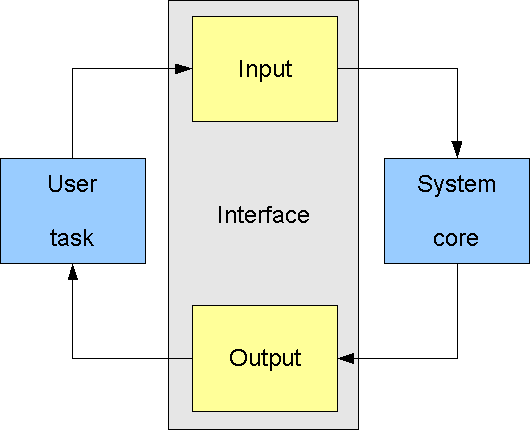 Input
User
task
Interface
System
core
Output